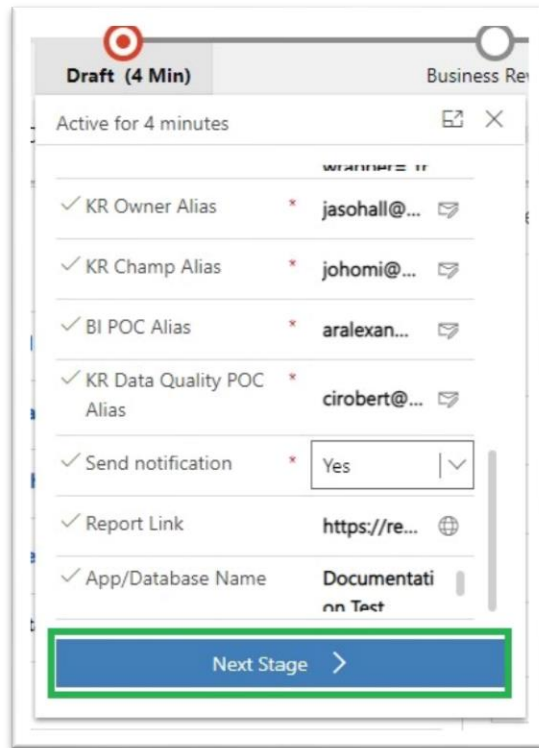 Draft (4 Min)
Business Re
Active for 4 minutes
KR Owner Alias * jasohall@...
KR Champ Alias * johomi@...
BI POC Alias * aralexan...
KR Data Quality POC * cirobert@...
Alias
Send notification * Yes
Report Link https://re...
App/Database Name Documentati
on Test
Next Stage